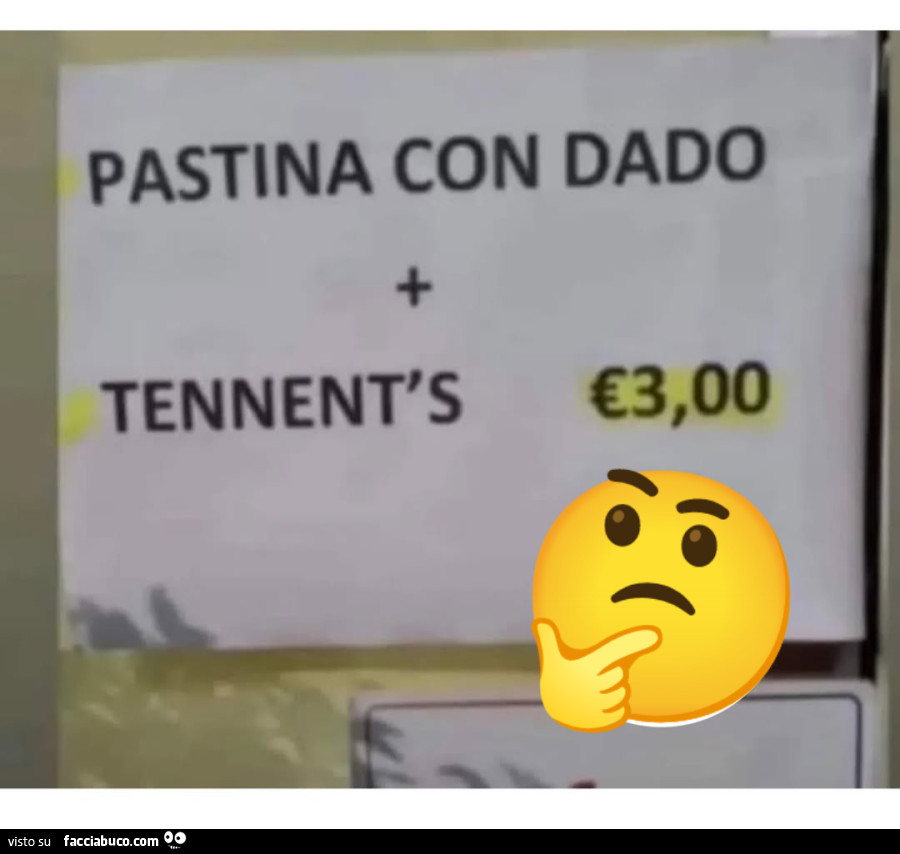 PASTINA CON DADO
+
TENNENT'S €3,00
visto su facciabuco.com